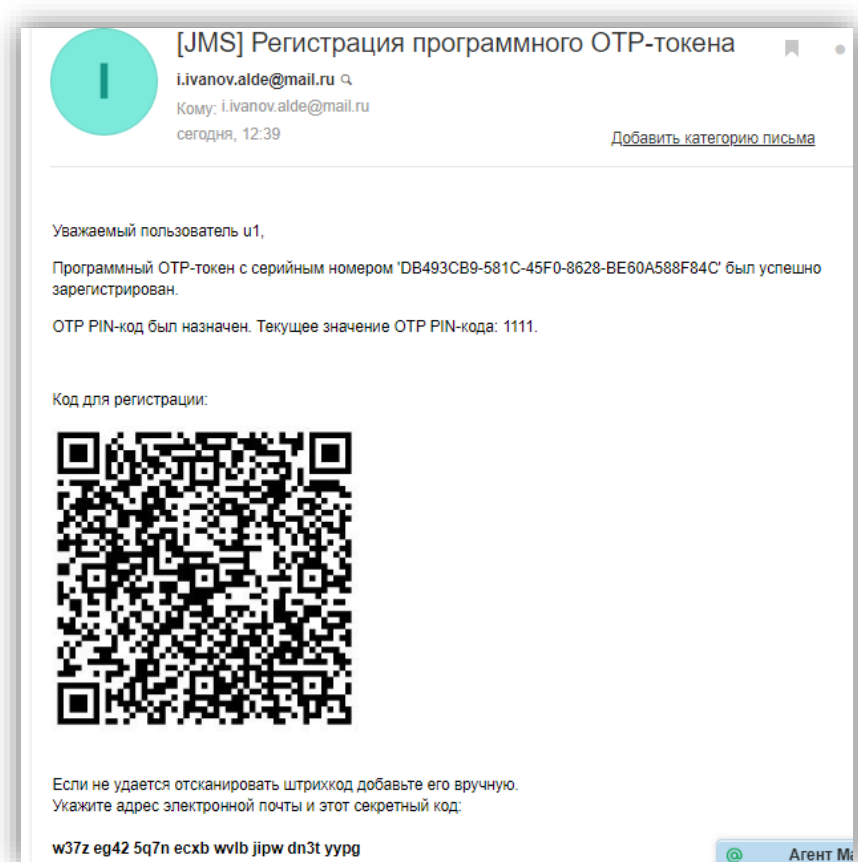 [JMS] Регистрация программного OTP-токена
I
i.ivanov.alde@mail.ru
Кому: i.ivanov.alde@mail.ru
сегодня, 12:39
Добавить категорию письма
Уважаемый пользователь u1,
Программный OTP-токен с серийным номером 'DB493CB9-581C-45F0-8628-BE60A588F84C' был успешно
зарегистрирован.
OTP PIN-код был назначен. Текущее значение OTP PIN-кода: 1111.
Код для регистрации:
Если не удается отсканировать штрихкод добавьте его вручную.
Укажите адрес электронной почты и этот секретный код:
w37z eg42 5q7n ecxb wvlb jipw dn3t yypg
@ Агент Ма